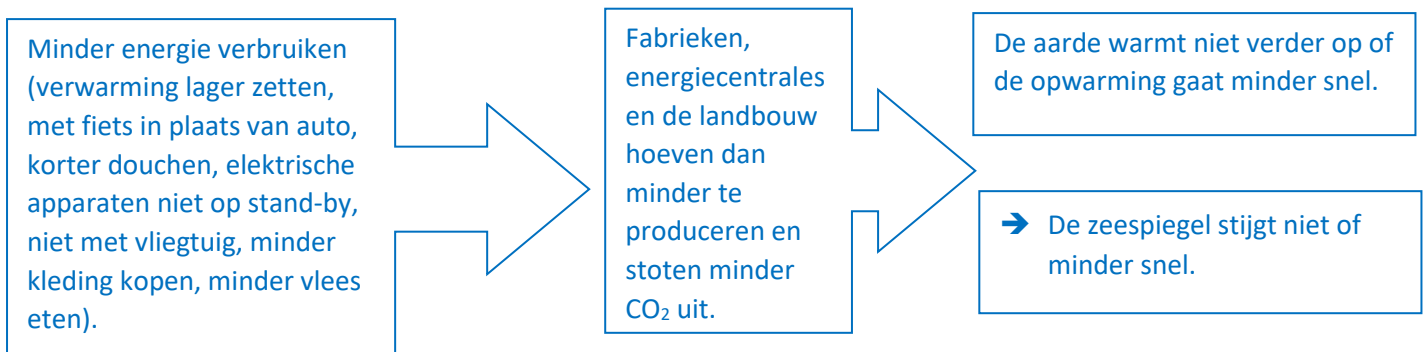 Minder energie verbruiken
(verwarming lager zetten,
met fiets in plaats van auto,
korter douchen, elektrische
apparaten niet op stand-by,
niet met vliegtuig, minder
kleding kopen, minder vlees
eten).
Fabrieken,
energiecentrales
en de landbouw
hoeven dan
minder te
produceren en
stoten minder
CO₂ uit.
De aarde warmt niet verder op of
de opwarming gaat minder snel.
➔ De zeespiegel stijgt niet of
minder snel.